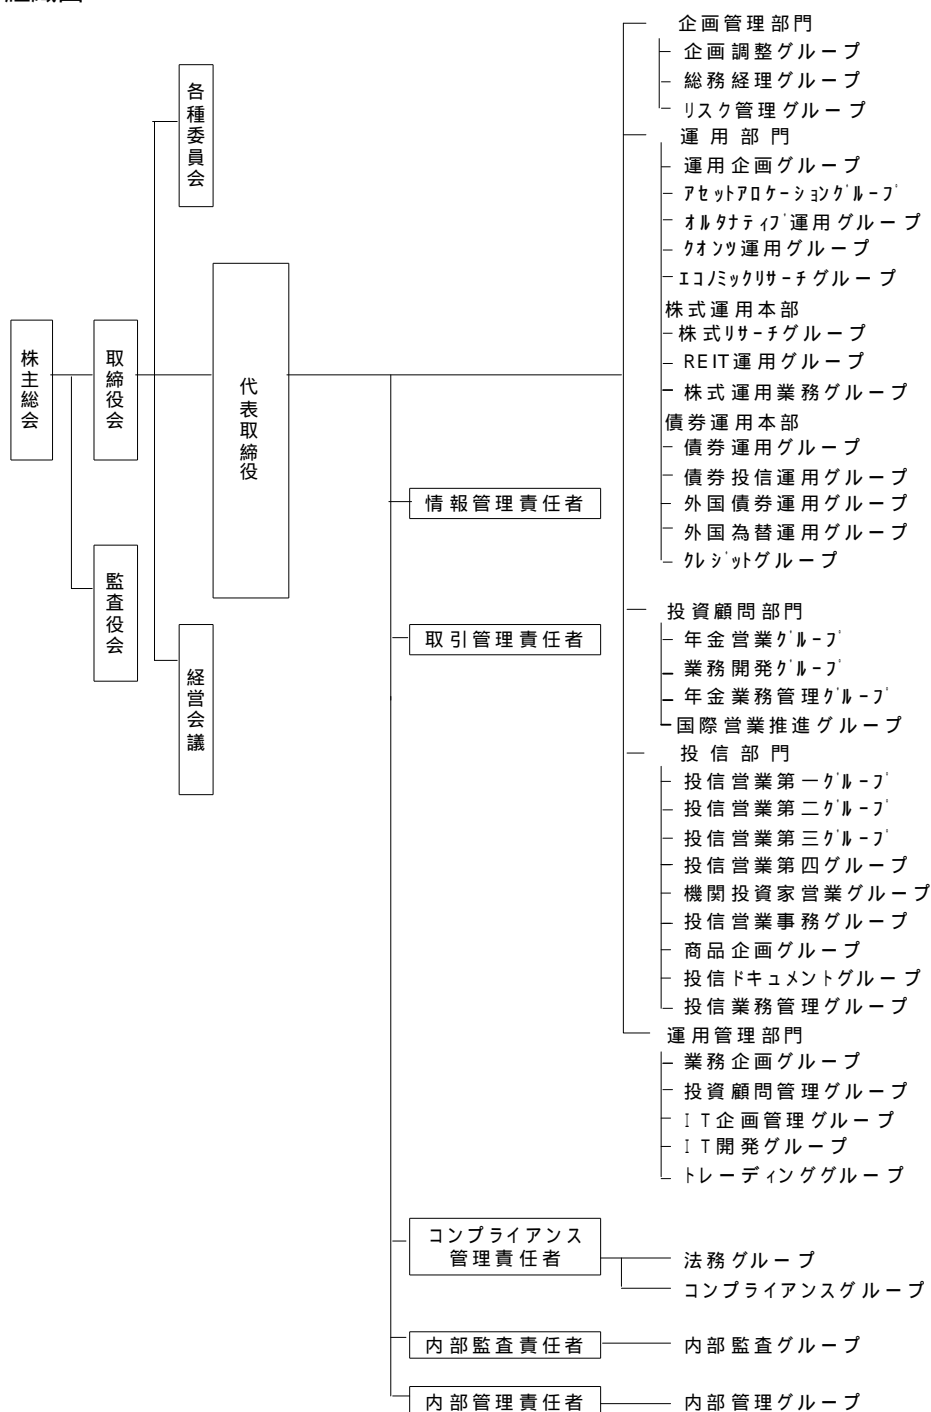 各種委員会
株主総会
取締役会
代表取締役
監査役会
経営会議
情報管理責任者
取引管理責任者
企画管理部門
企画調整グループ
総務経理グループ
リスク管理グループ
運用部門
運用企画グループ
ｱｾｯﾄｱﾛｹｰｼｮﾝｸﾞﾙｰﾌﾟ
ｵﾙﾀﾅﾃｨﾌﾞ運用グループ
ｸｵﾝﾂ運用グループ
ｴｺﾉﾐｯｸﾘｻｰﾁグループ
株式運用本部
株式ﾘｻｰﾁグループ
REIT運用グループ
株式運用業務グループ
債券運用本部
債券運用グループ
債券投信運用グループ
外国債券運用グループ
外国為替運用グループ
ｸﾚｼﾞｯﾄグループ
投資顧問部門
年金営業ｸﾞﾙｰﾌﾟ
業務開発ｸﾞﾙｰﾌﾟ
年金業務管理ｸﾞﾙｰﾌﾟ
国際営業推進グループ
投信部門
投信営業第一ｸﾞﾙｰﾌﾟ
投信営業第二ｸﾞﾙｰﾌﾟ
投信営業第三ｸﾞﾙｰﾌﾟ
投信営業第四グループ
機関投資家営業グループ
投信営業事務グループ
商品企画グループ
投信ドキュメントグループ
投信業務管理グループ
運用管理部門
業務企画グループ
投資顧問管理グループ
IT企画管理グループ
IT開発グループ
トレーディンググループ
コンプライアンス
管理責任者
法務グループ
コンプライアンスグループ
内部監査責任者
内部監査グループ
内部管理責任者
内部管理グループ